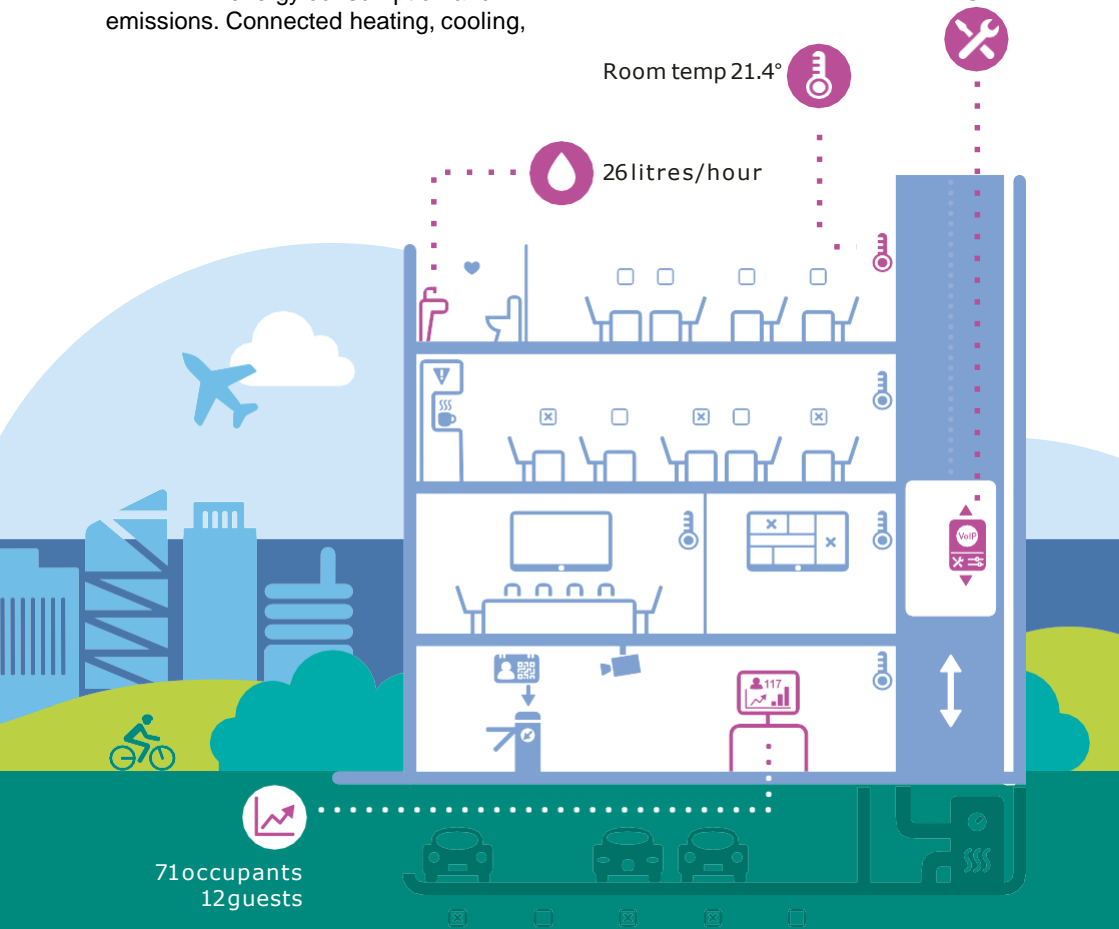 emissions. Connected heating, cooling,
Room temp 21.4°
26 litres/hour
VoIP
117
71 occupants
12 guests